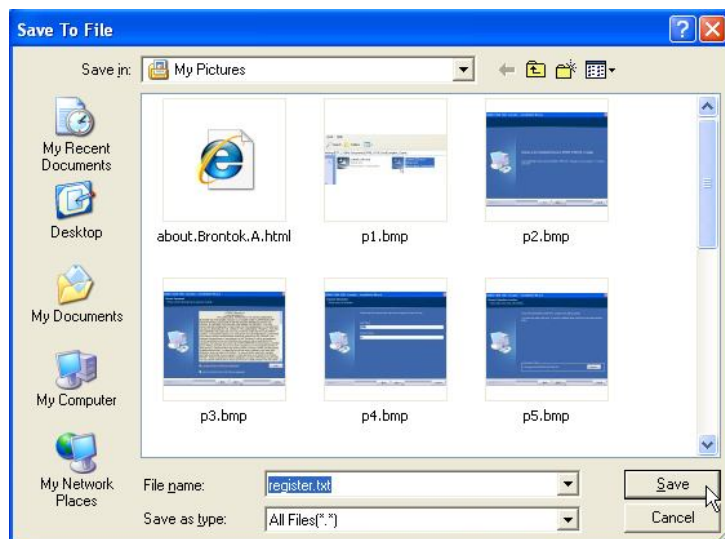 Save To File
Save in:
My Pictures
My Recent
Documents
Desktop
My Documents
My Computer
My Network
Places
about.Brontok.A.html
p1.bmp
p2.bmp
p3.bmp
p4.bmp
p5.bmp
File name:
register.txt
Save
Save as type:
All Files(*.*)
Cancel